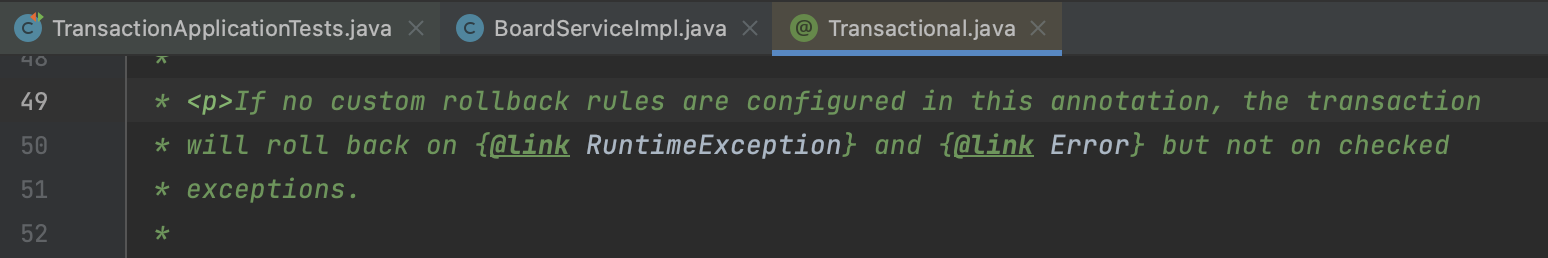 TransactionApplicationTests.java BoardServiceImpl.java Transactional.java
48 *
49 * <p>If no custom rollback rules are configured in this annotation, the transaction
50 * will roll back on {@link RuntimeException} and {@link Error} but not on checked
51 * exceptions.
52 *